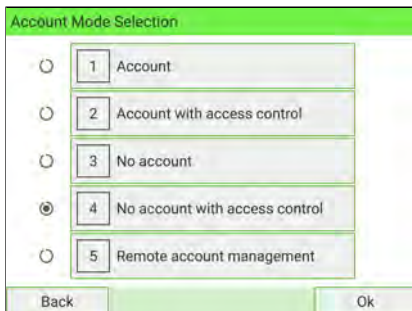 Account Mode Selection
1 Account
2 Account with access control
3 No account
4 No account with access control
5 Remote account management
Back Ok